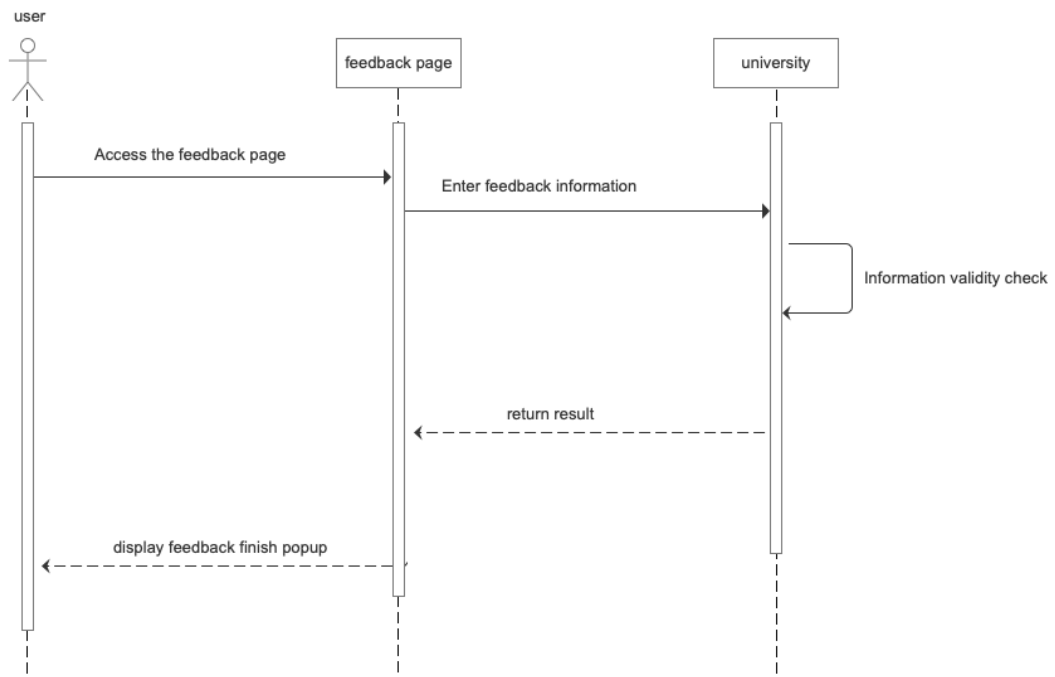 user
feedback page
university
Access the feedback page
Enter feedback information
Information validity check
return result
display feedback finish popup